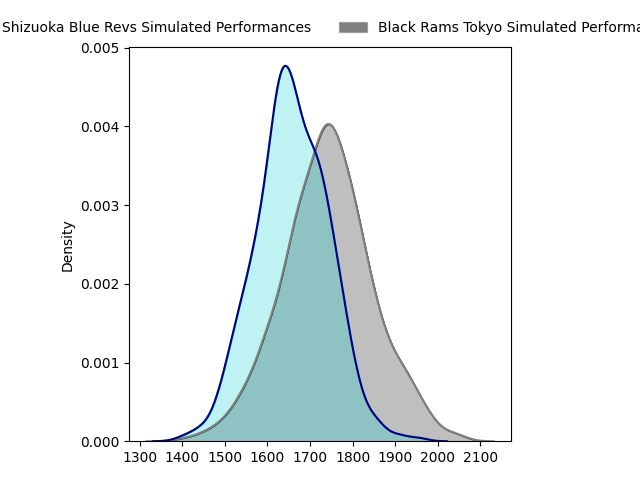 Shizuoka Blue Revs Simulated Performances
Black Rams Tokyo Simulated Performa
0.005
0.004
0.003
0.002
0.001
0.000
Density
1300 1400 1500 1600 1700 1800 1900 2000 2100